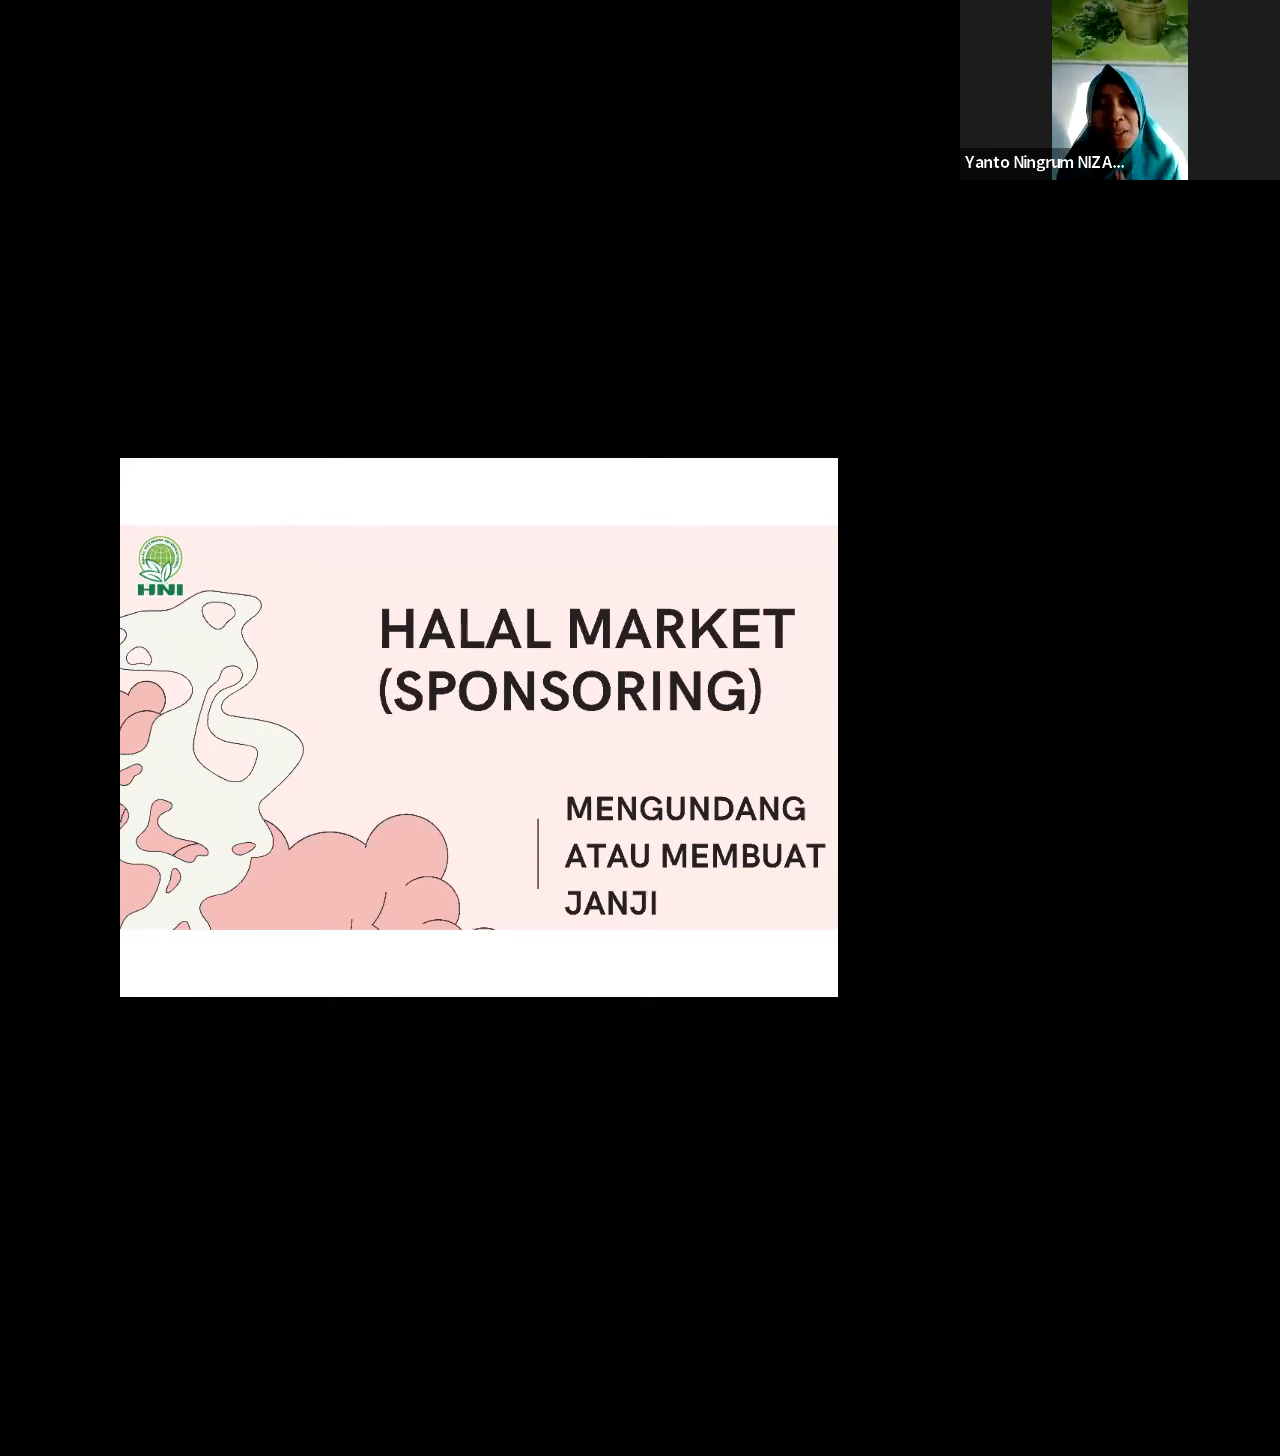 Yanto Ningrum NIZA...
HNI
HALAL MARKET
(SPONSORING)
MENGUNDANG
ATAU MEMBUAT
JANJI